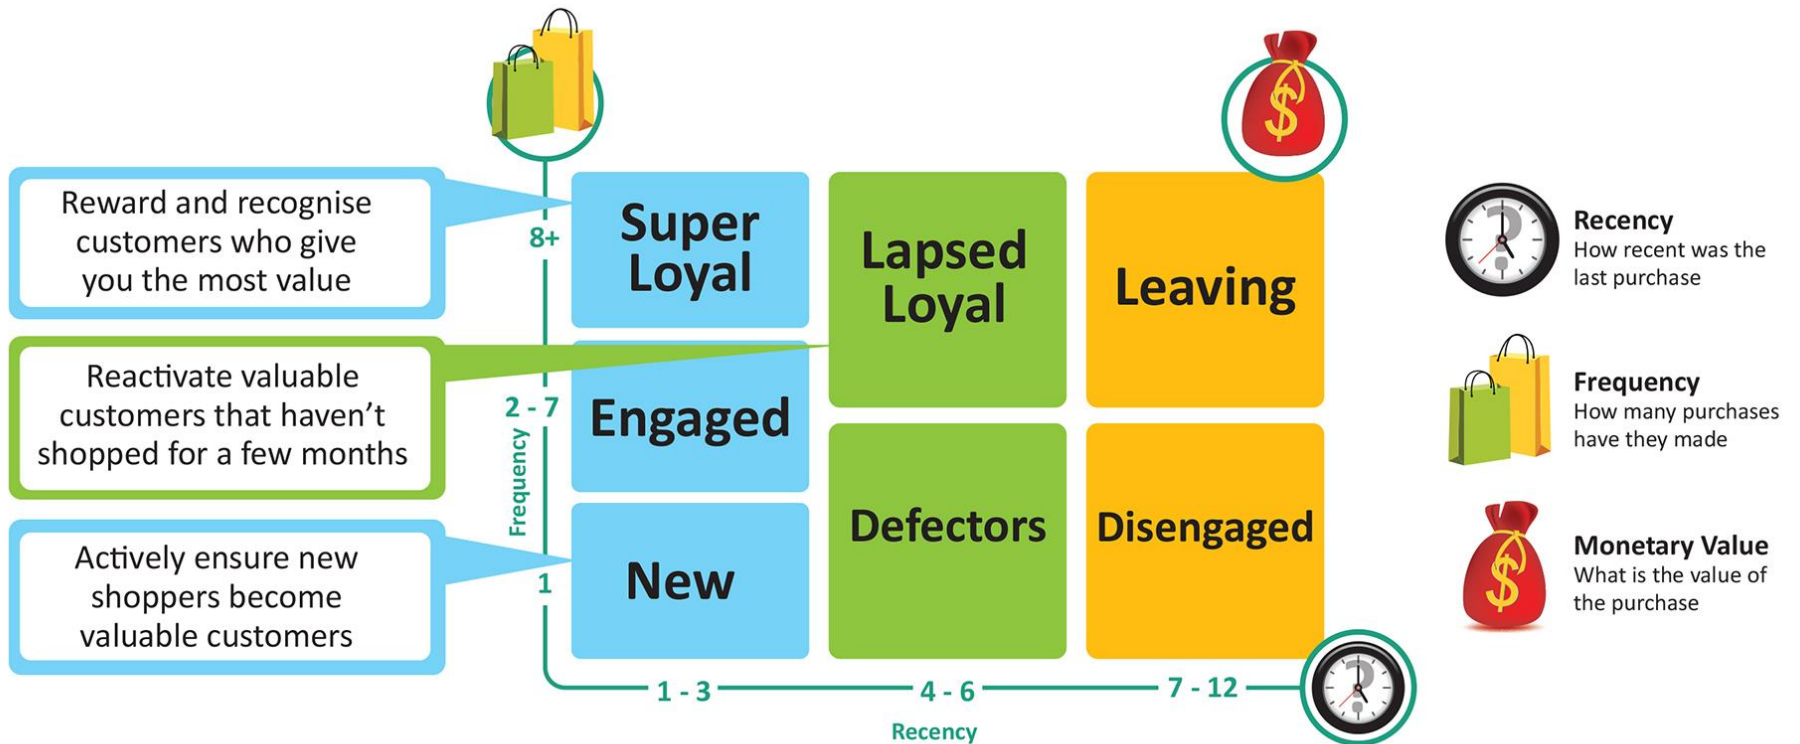 Reward and recognise
customers who give
you the most value
Reactivate valuable
customers that haven't
shopped for a few months
Actively ensure new
shoppers become
valuable customers
8+
2 - 7
1
Frequency
Super
Loyal
Engaged
New
Lapsed
Loyal
Defectors
$
Leaving
Disengaged
1 - 3
4 - 6
7 - 12
Recency
?
?
Recency
How recent was the
last purchase
Frequency
How many purchases
have they made
$
Monetary Value
What is the value of
the purchase